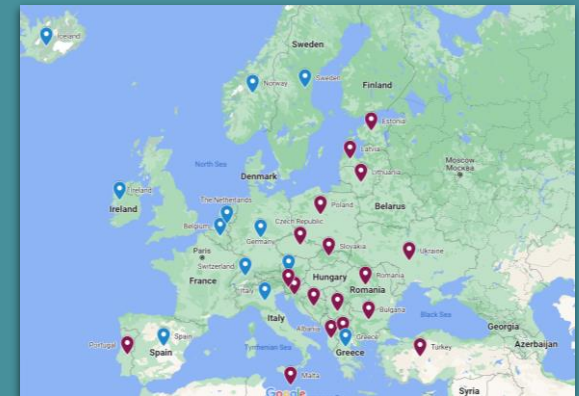 Iceland
Sweden
Finland
Norway
Sweden
Estonia
Latvia
Lithuania
North Sea
Denmark
Moscow
Москва
Ireland
Ireland
The Netherlands
Belgium
Germany
Czech Republic
Poland
Belarus
Paris
Slovakia
Ukraine
Switzerland
France
Hungary
Romania
Romania
Italy
Italy
Bulgaria
Black Sea
Albania
Greece
Greece
Georgia
Azerbaijan
Portugal
Spain
Spain
Tyrrhenian Sea
Turkey
Malta
Syria
Google